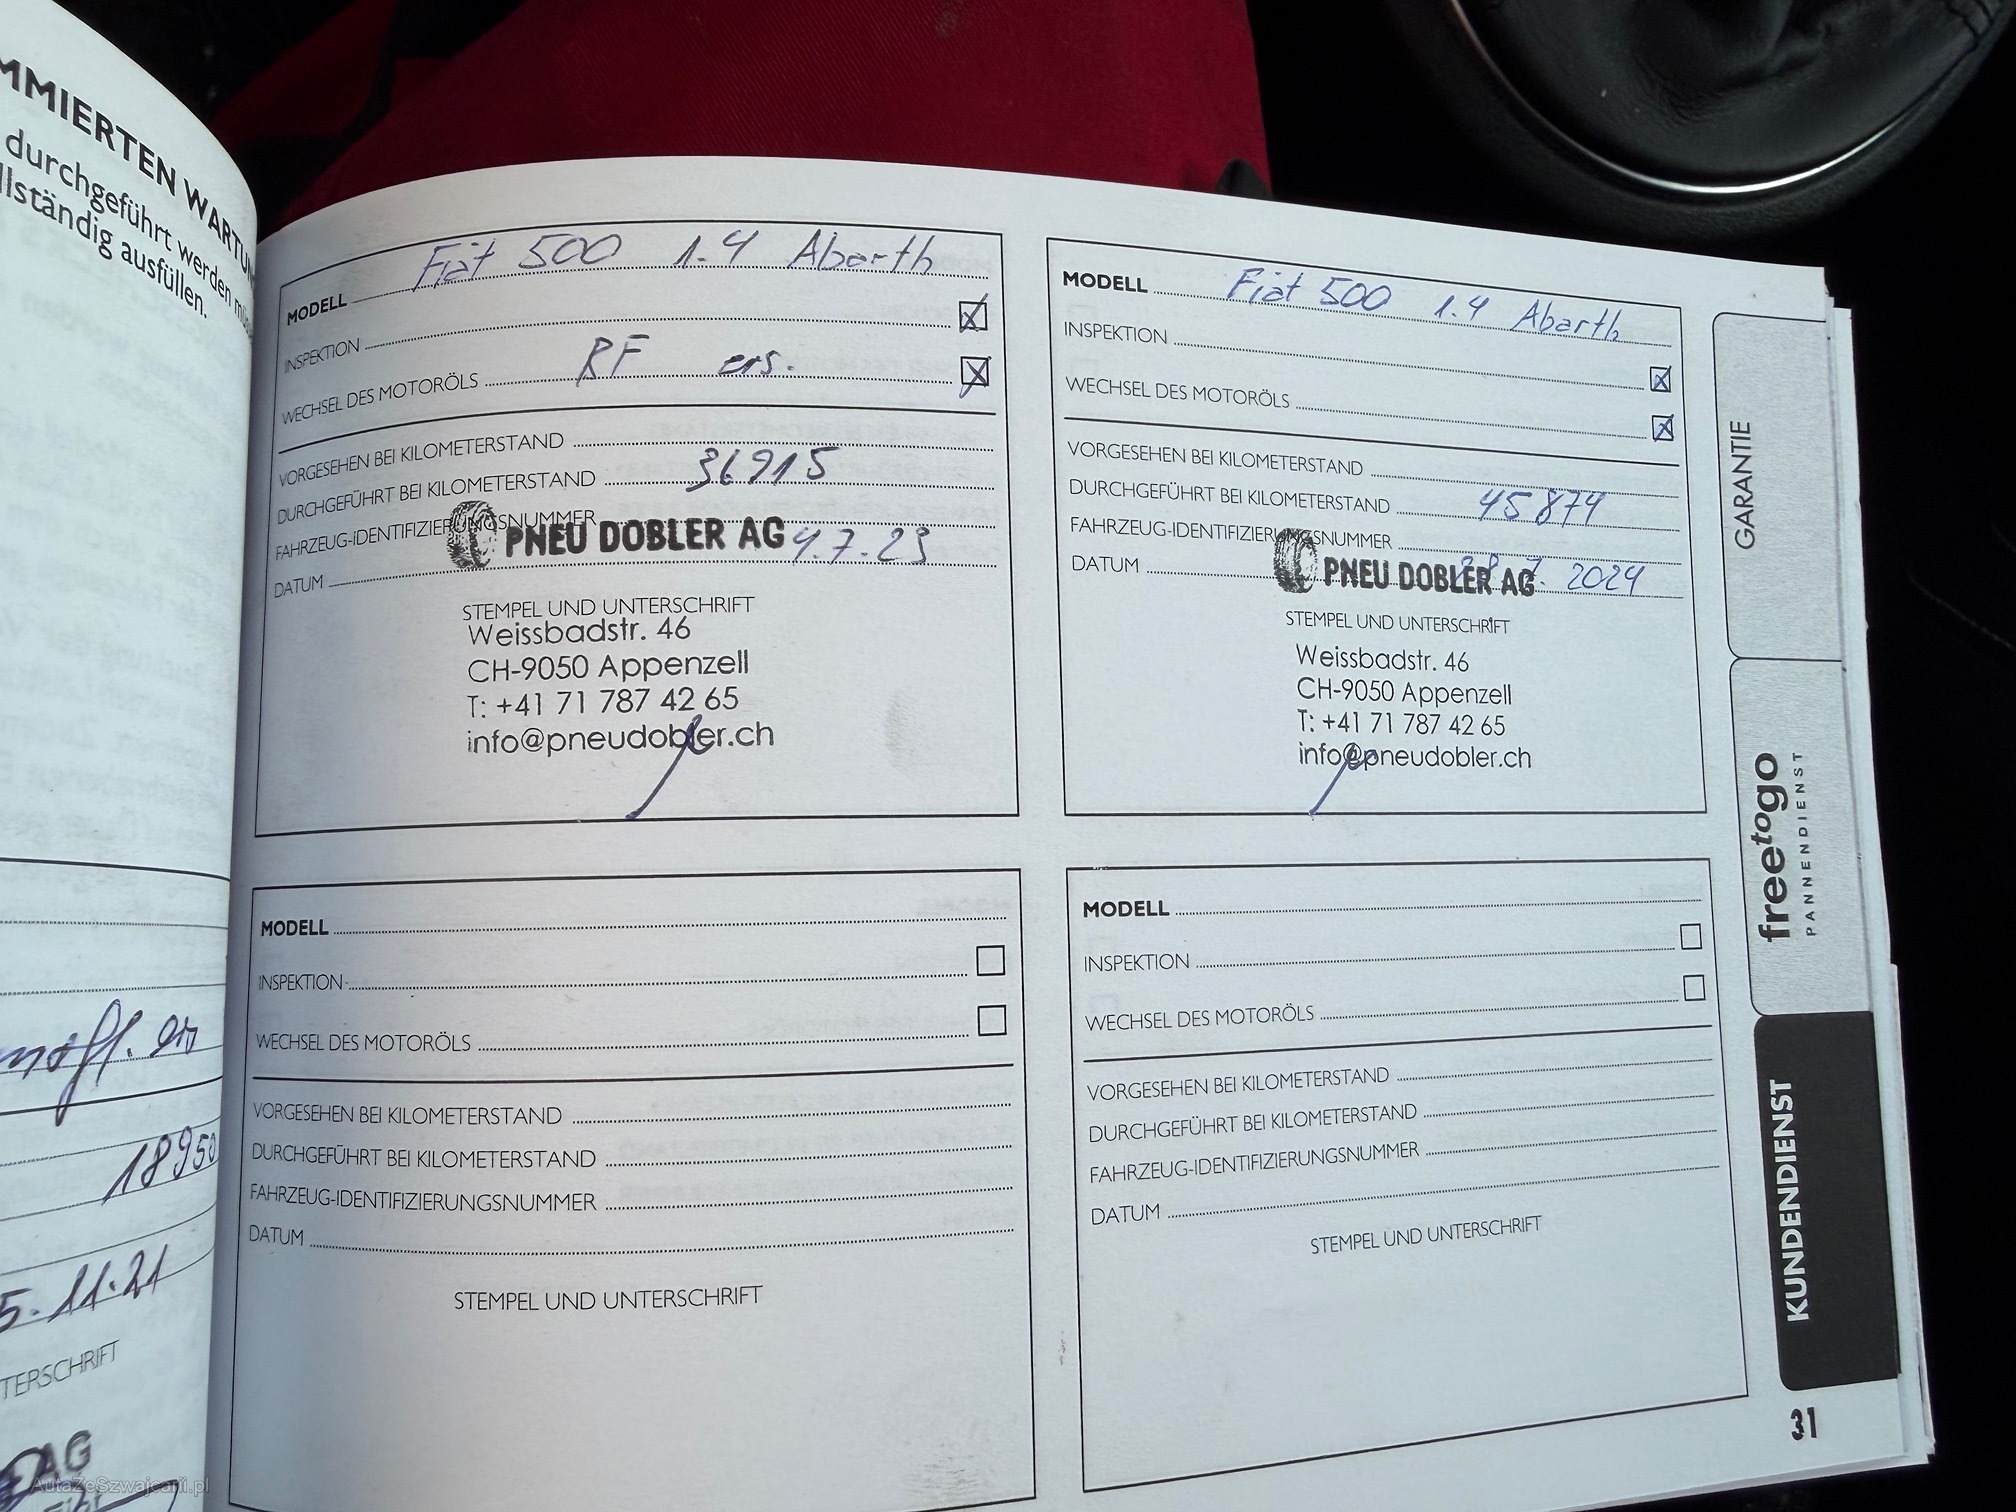 MMIERTEN WARTUN
durchgeführt werden
llständig ausfüllen.
18950
5.11.21
TERSCHRIFT
AG
Fiat 500 1.4 Abarth
MODELL
INSPEKTION
RF ers.
WECHSEL DES MOTORÖLS
VORGESEHEN BEI KILOMETERSTAND
DURCHGEFÜHRT BEI KILOMETERSTAND 36915
FAHRZEUG-IDENTIFIZIERUNGSNUMMER
PNEU DOBLER AG 4.7.23
DATUM
STEMPEL UND UNTERSCHRIFT
Weissbadstr. 46
CH-9050 Appenzell
T: +41 71 787 42 65
info@pneudobler.ch
MODELL Fiat 500 1.4 Abarth
INSPEKTION
WECHSEL DES MOTORÖLS
VORGESEHEN BEI KILOMETERSTAND
DURCHGEFÜHRT BEI KILOMETERSTAND 45874
FAHRZEUG-IDENTIFIZIERUNGSNUMMER
DATUM PNEU DOBLER AG 7. 2024
STEMPEL UND UNTERSCHRIFT
Weissbadstr. 46
CH-9050 Appenzell
T: +41 71 787 42 65
info@pneudobler.ch
MODELL
INSPEKTION
WECHSEL DES MOTORÖLS
VORGESEHEN BEI KILOMETERSTAND
DURCHGEFÜHRT BEI KILOMETERSTAND
FAHRZEUG-IDENTIFIZIERUNGSNUMMER
DATUM
STEMPEL UND UNTERSCHRIFT
MODELL
INSPEKTION
WECHSEL DES MOTORÖLS
VORGESEHEN BEI KILOMETERSTAND
DURCHGEFÜHRT BEI KILOMETERSTAND
FAHRZEUG-IDENTIFIZIERUNGSNUMMER
DATUM
STEMPEL UND UNTERSCHRIFT
GARANTIE
freetogo
PANNENDIENST
KUNDENDIENST
31
AutaZeSzwajcarii.pl